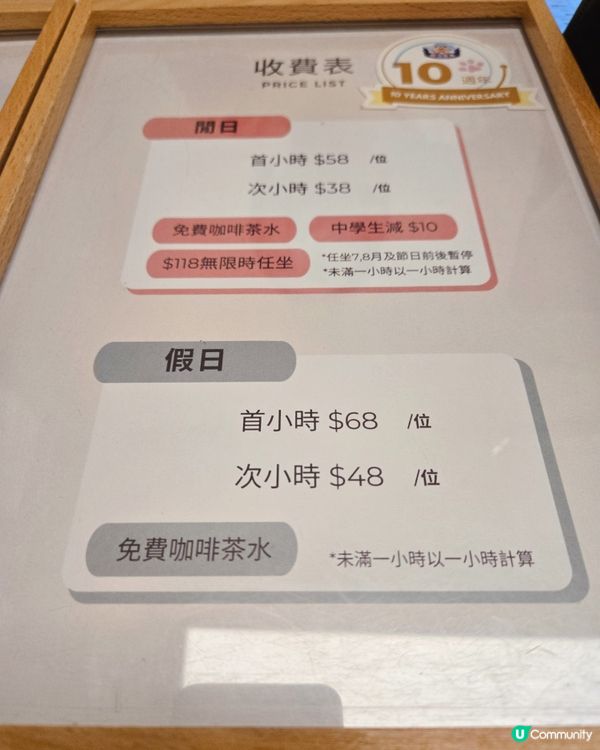 收費表
PRICE LIST
10 週年
10 YEARS ANNIVERSARY
閒日
首小時 $58 /位
次小時 $38 /位
免費咖啡茶水
中學生減 $10
$118無限時任坐
*任坐7,8月及節日前後暫停
*未滿一小時以一小時計算
假日
首小時 $68 /位
次小時 $48 /位
免費咖啡茶水
*未滿一小時以一小時計算
U Community